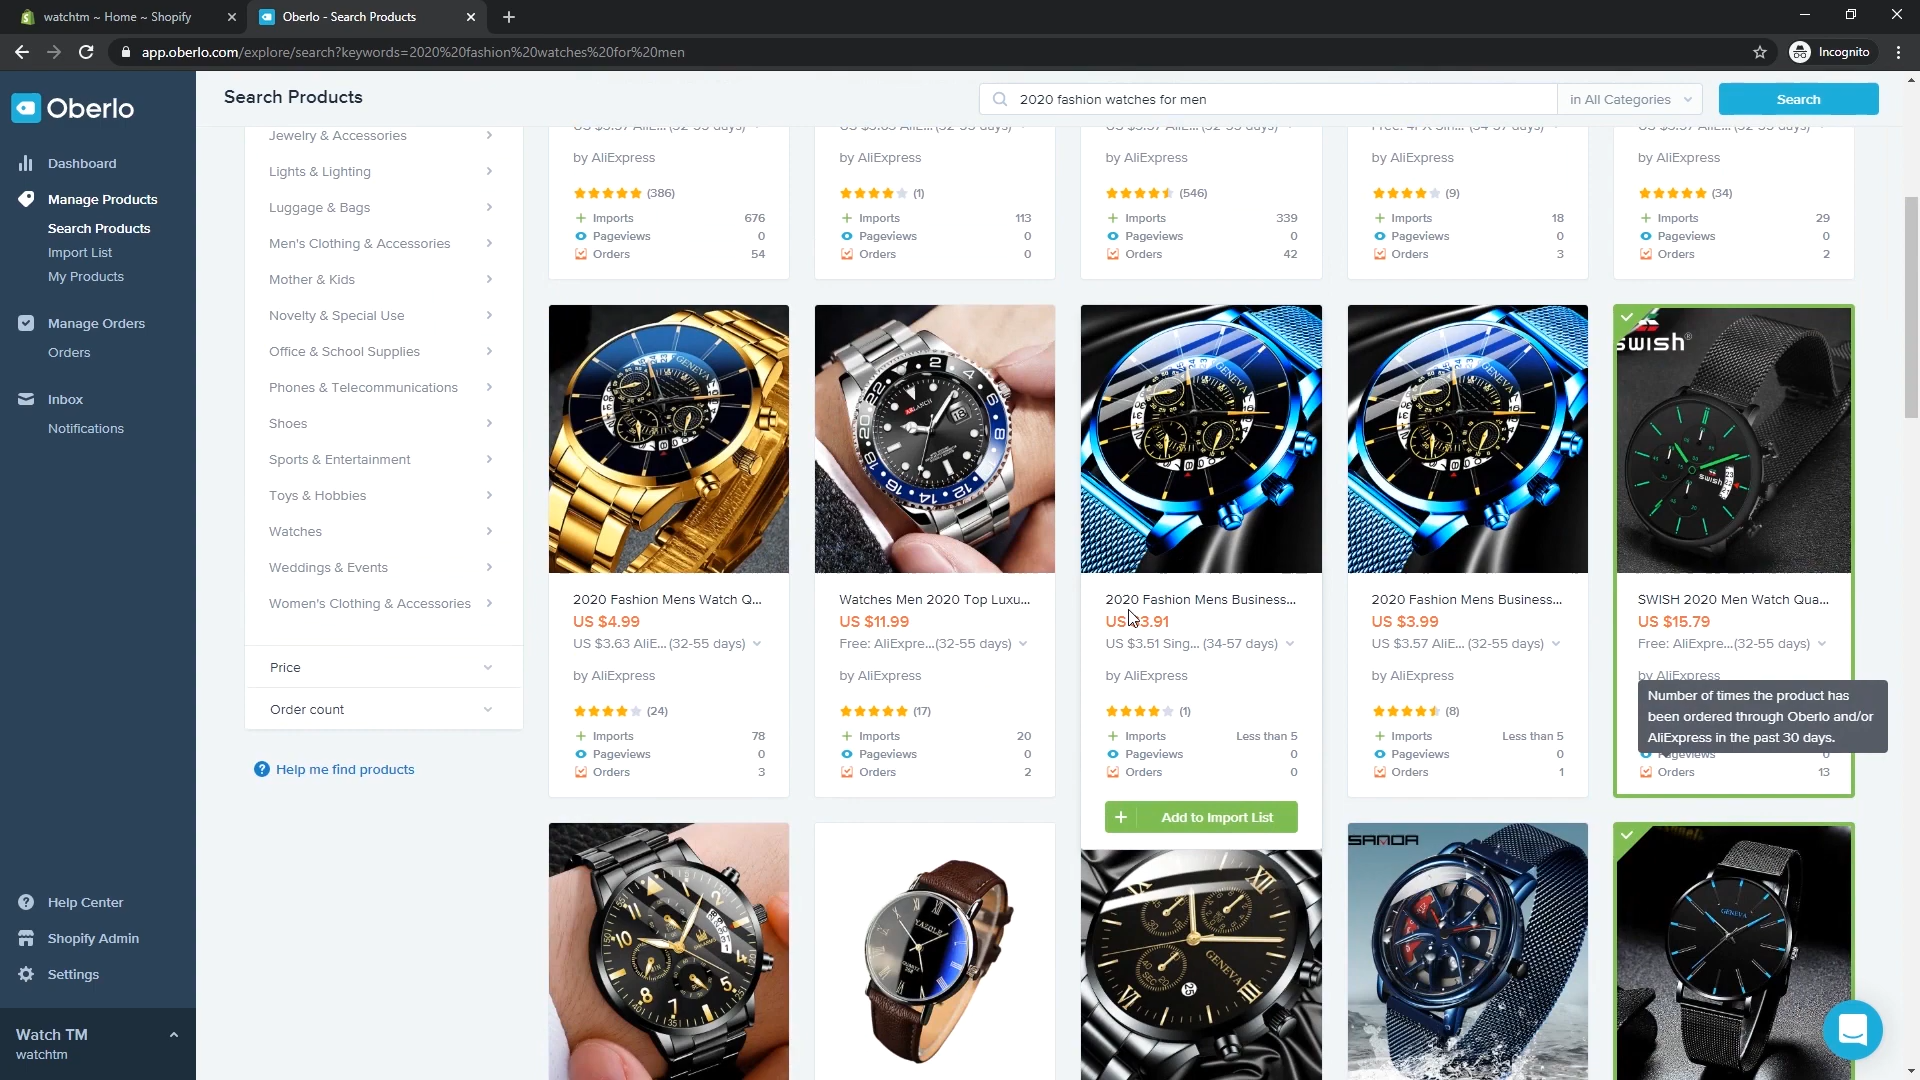 watchtm ~ Home ~ Shopify
Oberlo - Search Products
app.oberlo.com/explore/search?keywords=2020%20fashion%20watches%20for%20men
Incognito
Oberlo
Dashboard
Manage Products
Search Products
Import List
My Products
Manage Orders
Orders
Inbox
Notifications
Help Center
Shopify Admin
Settings
Watch TM
watchtm
Search Products
2020 fashion watches for men
in All Categories
Search
Jewelry & Accessories
Lights & Lighting
Luggage & Bags
Men's Clothing & Accessories
Mother & Kids
Novelty & Special Use
Office & School Supplies
Phones & Telecommunications
Shoes
Sports & Entertainment
Toys & Hobbies
Watches
Weddings & Events
Women's Clothing & Accessories
Price
Order count
Help me find products
by AliExpress
(386)
Imports 676
Pageviews 0
Orders 54
by AliExpress
(1)
Imports 113
Pageviews 0
Orders 0
by AliExpress
(546)
Imports 339
Pageviews 0
Orders 42
by AliExpress
(9)
Imports 18
Pageviews 0
Orders 3
by AliExpress
(34)
Imports 29
Pageviews 0
Orders 2
GENEVA
2020 Fashion Mens Watch Q...
US $4.99
US $3.63 AliE... (32-55 days)
by AliExpress
(24)
Imports 78
Pageviews 0
Orders 3
Watches Men 2020 Top Luxu...
US $11.99
Free: AliExpre...(32-55 days)
by AliExpress
(17)
Imports 20
Pageviews 0
Orders 2
GENEVA
2020 Fashion Mens Business...
US $3.91
US $3.51 Sing... (34-57 days)
by AliExpress
(1)
Imports Less than 5
Pageviews 0
Orders 0
Add to Import List
GENEVA
2020 Fashion Mens Business...
US $3.99
US $3.57 AliE... (32-55 days)
by AliExpress
(8)
Imports Less than 5
Pageviews 0
Orders 1
swish
swish
SWISH 2020 Men Watch Qua...
US $15.79
Free: AliExpre...(32-55 days)
by AliExpress
Number of times the product has
been ordered through Oberlo and/or
AliExpress in the past 30 days.
Pageviews 0
Orders 13
YAZOLE
GENEVA
SANDA
GENEVA